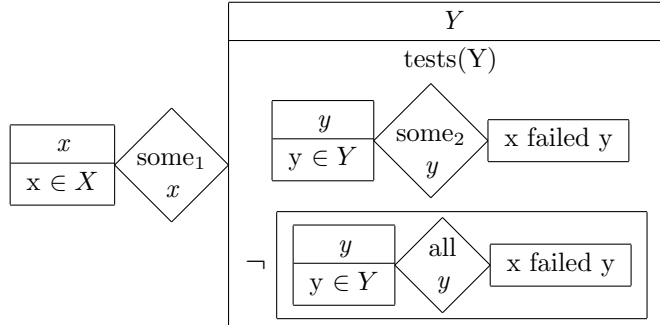 Y
tests(Y)
x
x ∈ X
some₁
x
y
y ∈ Y
some₂
y
x failed y
¬
y
y ∈ Y
all
y
x failed y